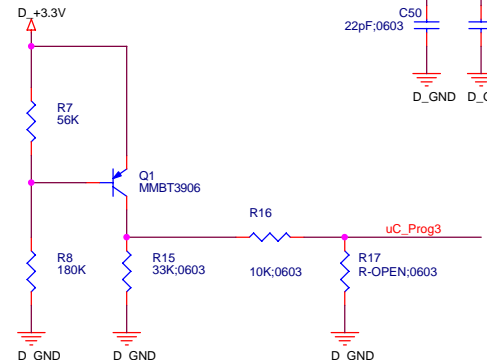 D_+3.3V
C50
22pF;0603
D_GND
R7
56K
Q1
MMBT3906
R16
uC_Prog3
R8
180K
R15
33K;0603
10K;0603
R17
R-OPEN;0603
D_GND
D_GND
D_GND